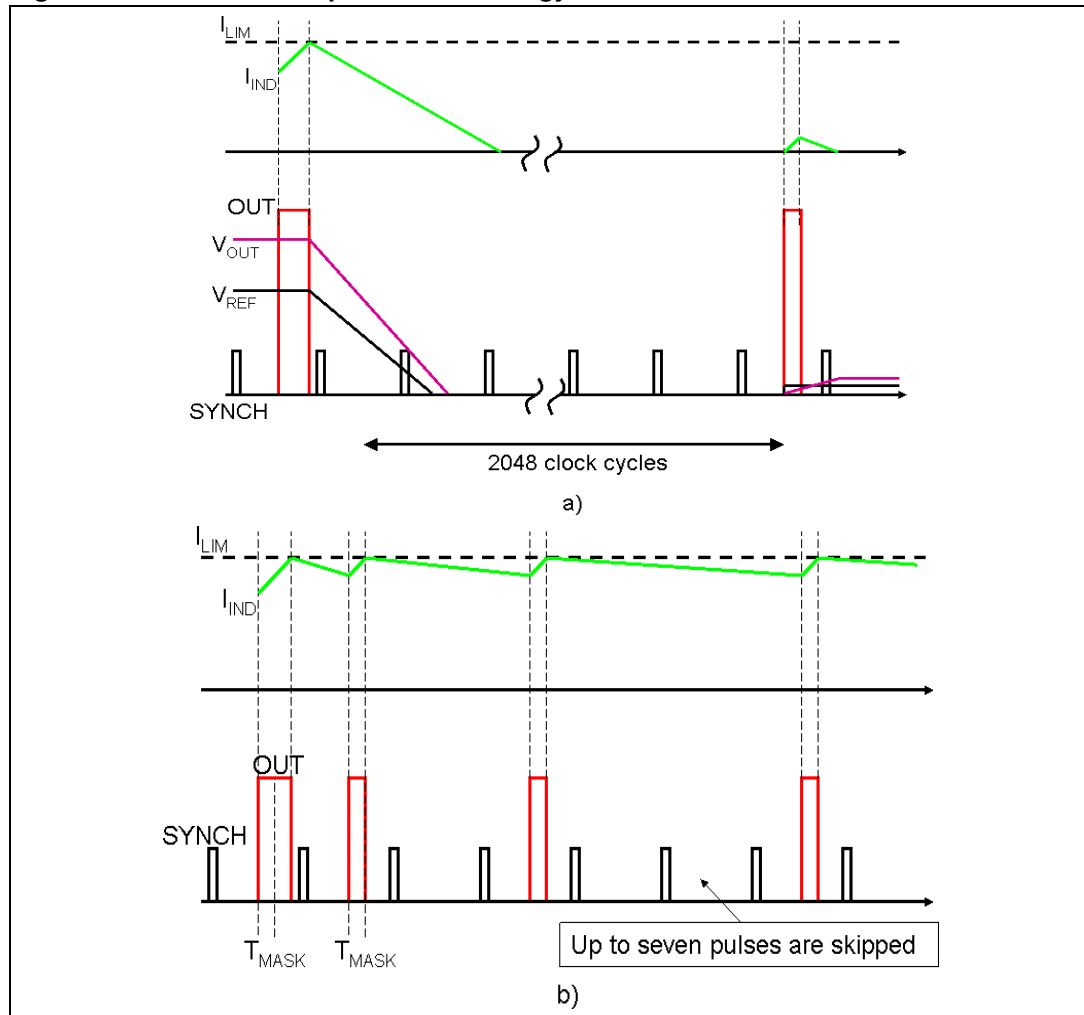 I_LIM
I_IND
OUT
V_OUT
V_REF
SYNCH
2048 clock cycles
a)
I_LIM
I_IND
OUT
SYNCH
T_MASK T_MASK
Up to seven pulses are skipped
b)